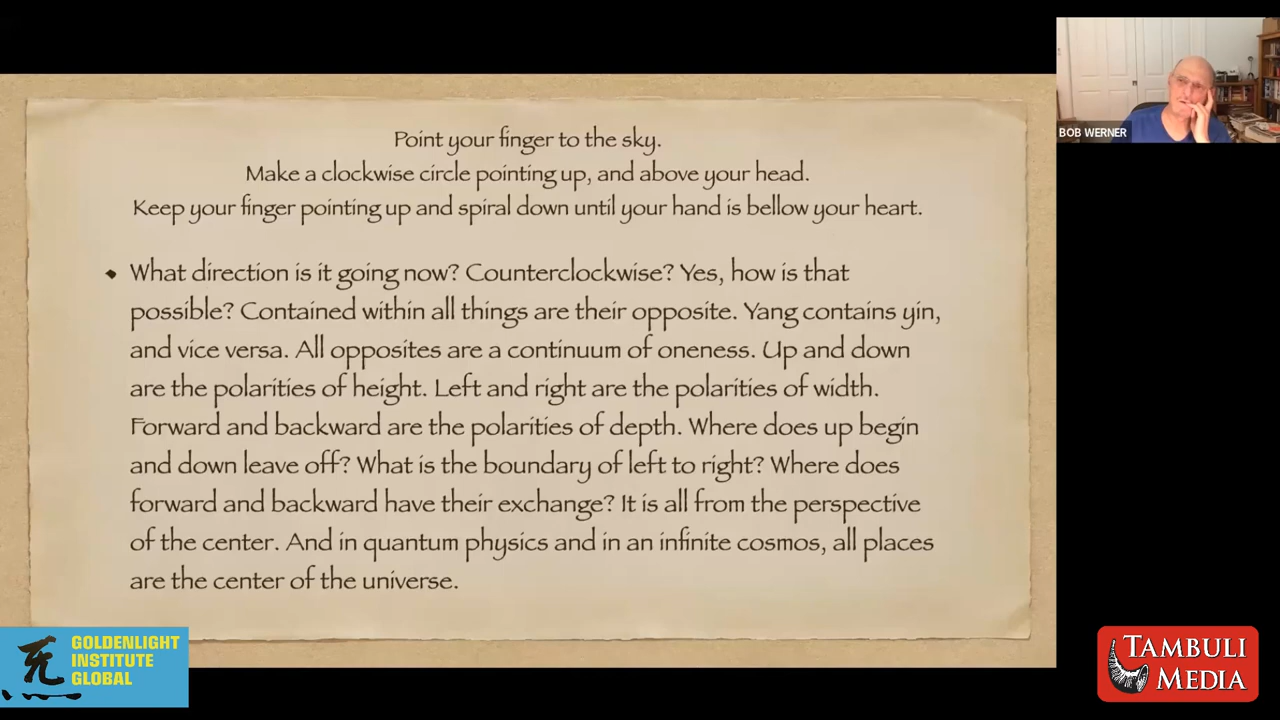 Point your finger to the sky.
Make a clockwise circle pointing up, and above your head.
Keep your finger pointing up and spiral down until your hand is bellow your heart.
What direction is it going now? Counterclockwise? Yes, how is that
possible? Contained within all things are their opposite. Yang contains yin,
and vice versa. All opposites are a continuum of oneness. Up and down
are the polarities of height. Left and right are the polarities of width.
Forward and backward are the polarities of depth. Where does up begin
and down leave off? What is the boundary of left to right? Where does
forward and backward have their exchange? It is all from the perspective
of the center. And in quantum physics and in an infinite cosmos, all places
are the center of the universe.
BOB WERNER
GOLDENLIGHT
INSTITUTE
GLOBAL
TAMBULI
MEDIA